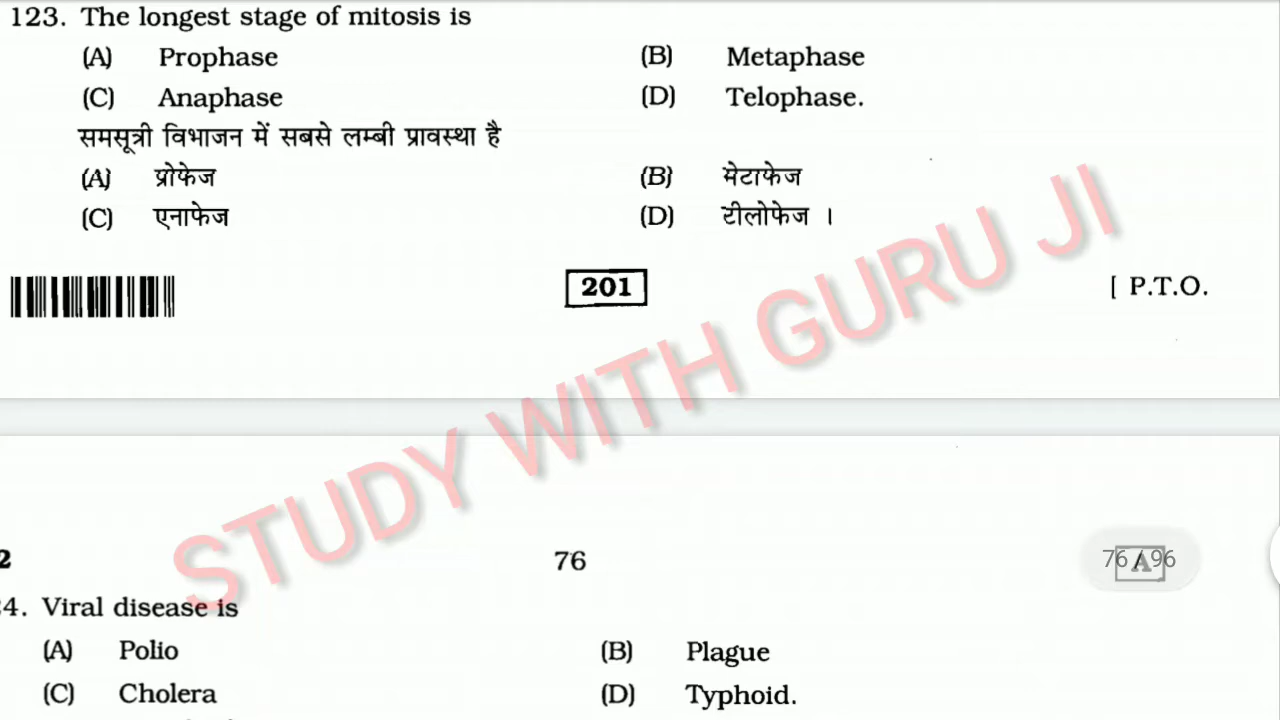 123. The longest stage of mitosis is
(A) Prophase (B) Metaphase
(C) Anaphase (D) Telophase.
समसूत्री विभाजन में सबसे लम्बी प्रावस्था है
(A) प्रोफेज (B) मेटाफेज
(C) एनाफेज (D) टीलोफेज ।
201 [ P.T.O.
STUDY WITH GURU JI
2 76 A
76 / 96
4. Viral disease is
(A) Polio (B) Plague
(C) Cholera (D) Typhoid.